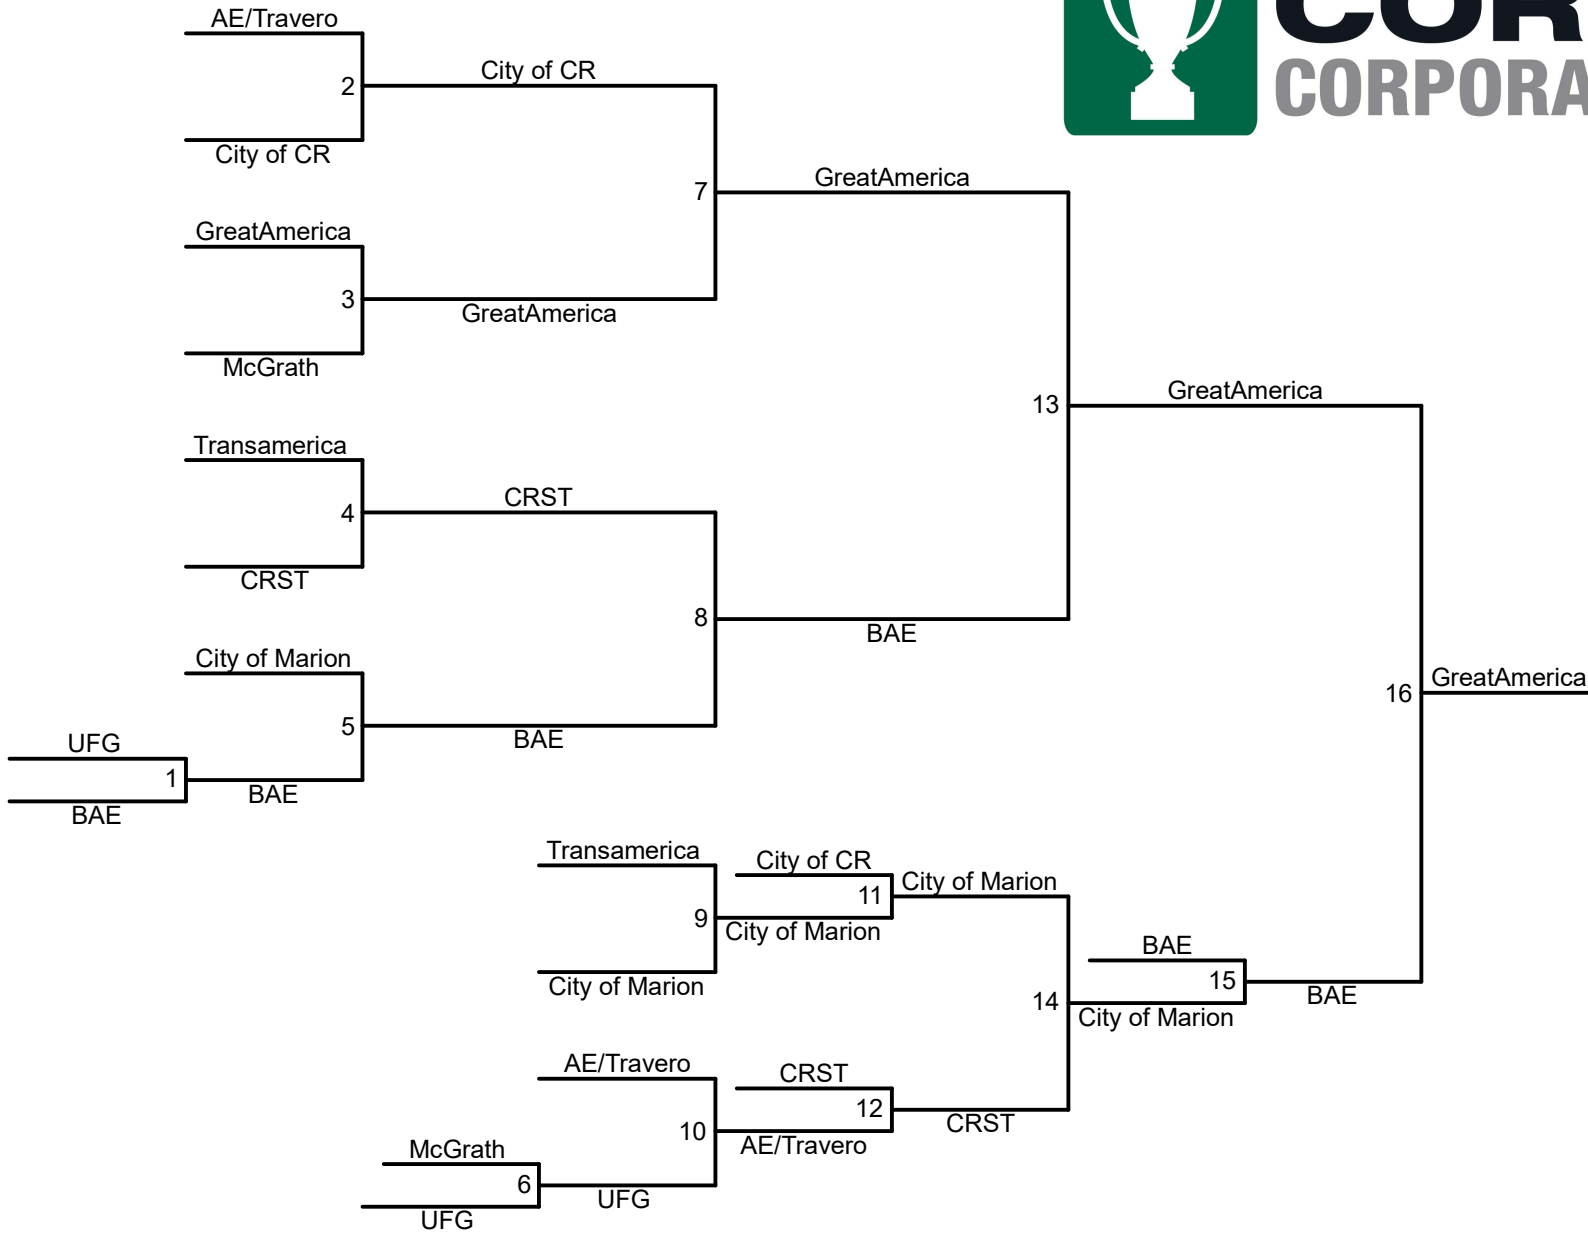 COR
CORPORA
AE/Travero
2
City of CR
City of CR
7
GreatAmerica
GreatAmerica
3
GreatAmerica
McGrath
13
GreatAmerica
Transamerica
4
CRST
CRST
8
BAE
City of Marion
5
BAE
UFG
1
BAE
BAE
16
GreatAmerica
Transamerica
9
City of Marion
City of CR
11
City of Marion
City of Marion
14
BAE
15
City of Marion
BAE
AE/Travero
10
CRST
12
AE/Travero
CRST
McGrath
6
UFG
UFG